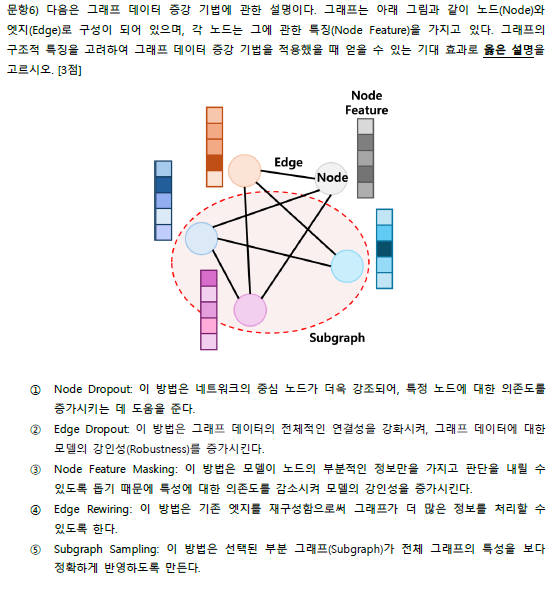 문항6) 다음은 그래프 데이터 증강 기법에 관한 설명이다. 그래프는 아래 그림과 같이 노드(Node)와
엣지(Edge)로 구성이 되어 있으며, 각 노드는 그에 관한 특징(Node Feature)을 가지고 있다. 그래프의
구조적 특징을 고려하여 그래프 데이터 증강 기법을 적용했을 때 얻을 수 있는 기대 효과로 옳은 설명을
고르시오. [3점]
Node
Feature
Edge
Node
Subgraph
① Node Dropout: 이 방법은 네트워크의 중심 노드가 더욱 강조되어, 특정 노드에 대한 의존도를
증가시키는 데 도움을 준다.
② Edge Dropout: 이 방법은 그래프 데이터의 전체적인 연결성을 강화시켜, 그래프 데이터에 대한
모델의 강인성(Robustness)를 증가시킨다.
③ Node Feature Masking: 이 방법은 모델이 노드의 부분적인 정보만을 가지고 판단을 내릴 수
있도록 돕기 때문에 특성에 대한 의존도를 감소시켜 모델의 강인성을 증가시킨다.
④ Edge Rewiring: 이 방법은 기존 엣지를 재구성함으로써 그래프가 더 많은 정보를 처리할 수
있도록 한다.
⑤ Subgraph Sampling: 이 방법은 선택된 부분 그래프(Subgraph)가 전체 그래프의 특성을 보다
정확하게 반영하도록 만든다.